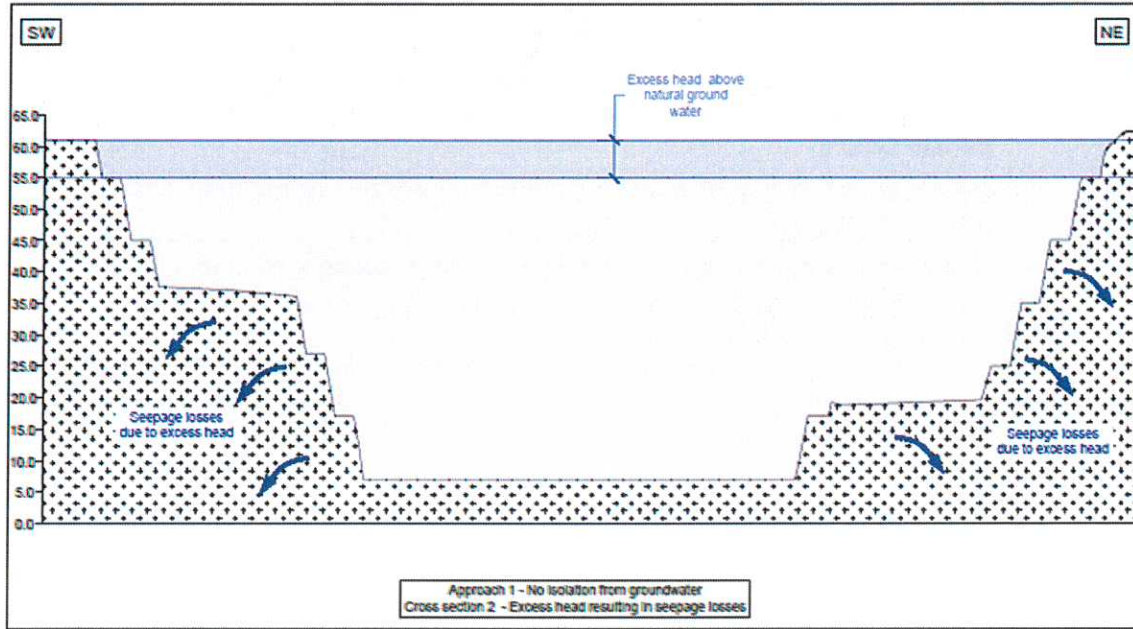 SW
NE
Excess head above
natural ground
water
65.0
60.0
55.0
50.0
45.0
40.0
35.0
30.0
25.0
20.0
15.0
10.0
5.0
0.0
Seepage losses
due to excess head
Seepage losses
due to excess head
Approach 1 - No isolation from groundwater
Cross section 2 - Excess head resulting in seepage losses